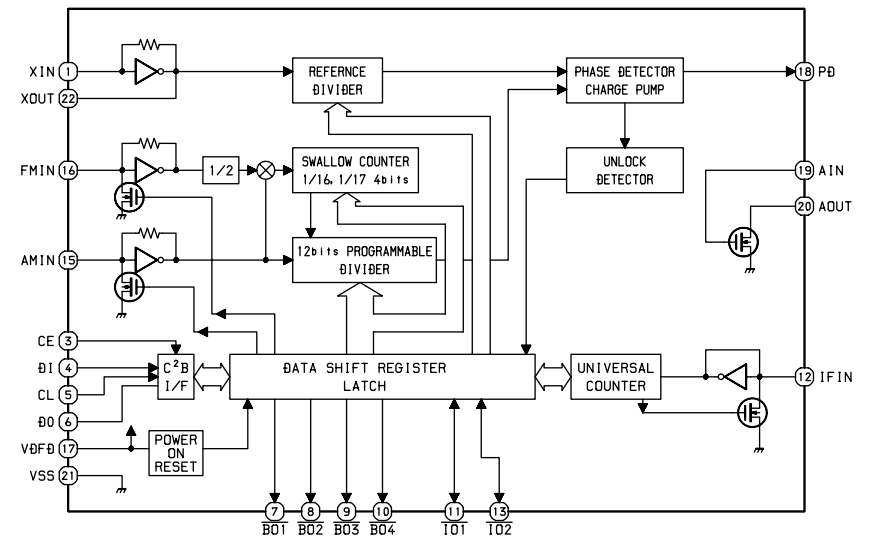 XIN 1
XOUT 22
REFERNCE
DIVIDER
PHASE DETECTOR
CHARGE PUMP
18 PD
FMIN 16
1/2
SWALLOW COUNTER
1/16, 1/17 4bits
UNLOCK
DETECTOR
19 AIN
20 AOUT
AMIN 15
12bits PROGRAMMABLE
DIVIDER
CE 3
DI 4
CL 5
DO 6
VDFD 17
VSS 21
C²B
I/F
DATA SHIFT REGISTER
LATCH
UNIVERSAL
COUNTER
12 IFIN
POWER
ON
RESET
7 8 9 10 11 13
BO1 BO2 BO3 BO4 IO1 IO2